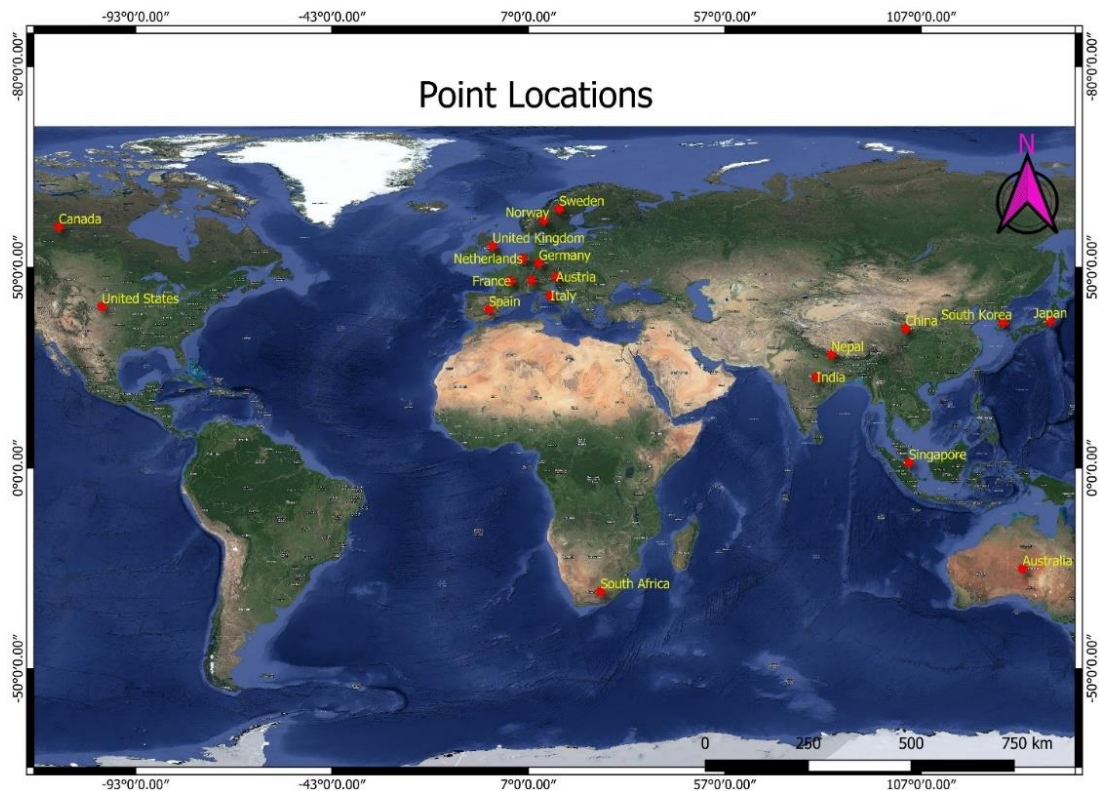 -93°0'0.00" -43°0'0.00" 7°0'0.00" 57°0'0.00" 107°0'0.00"
-80°0'0.00" -80°0'0.00"
Point Locations
N
Canada
Sweden
Norway
United Kingdom
Netherlands Germany
50°0'0.00" 50°0'0.00"
France Austria
United States Spain Italy
China South Korea Japan
Nepal
India
Singapore
0°0'0.00" 0°0'0.00"
Australia
South Africa
-50°0'0.00" -50°0'0.00"
0 250 500 750 km
-93°0'0.00" -43°0'0.00" 7°0'0.00" 57°0'0.00" 107°0'0.00"